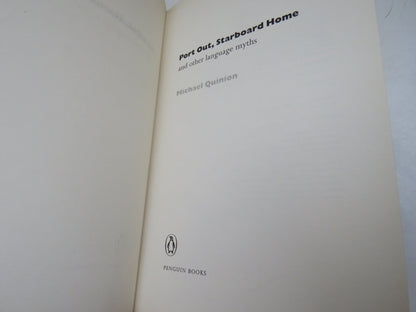 Port Out, Starboard Home
and other language myths
Michael Quinion
PENGUIN BOOKS